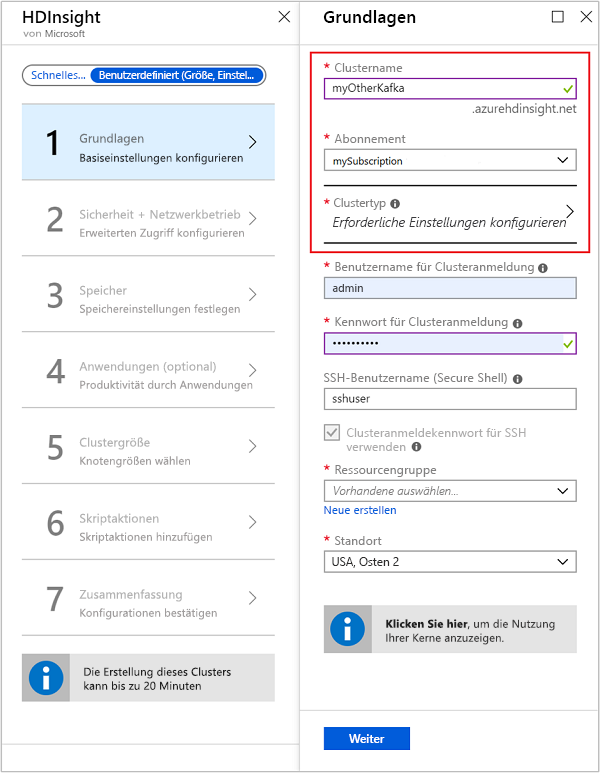 HDInsight
von Microsoft
Schnelles... Benutzerdefiniert (Größe, Einstel...
1
Grundlagen
Basiseinstellungen konfigurieren
2
Sicherheit + Netzwerkbetrieb
Erweiterten Zugriff konfigurieren
3
Speicher
Speichereinstellungen festlegen
4
Anwendungen (optional)
Produktivität durch Anwendungen
5
Clustergröße
Knotengrößen wählen
6
Skriptaktionen
Skriptaktionen hinzufügen
7
Zusammenfassung
Konfigurationen bestätigen
Die Erstellung dieses Clusters
kann bis zu 20 Minuten
Grundlagen
* Clustername
myOtherKafka
.azurehdinsight.net
* Abonnement
mySubscription
* Clustertyp
Erforderliche Einstellungen konfigurieren
* Benutzername für Clusteranmeldung
admin
* Kennwort für Clusteranmeldung
••••••••••
SSH-Benutzername (Secure Shell)
sshuser
Clusteranmeldekennwort für SSH
verwenden
* Ressourcengruppe
Vorhandene auswählen...
Neue erstellen
* Standort
USA, Osten 2
Klicken Sie hier, um die Nutzung
Ihrer Kerne anzuzeigen.
Weiter